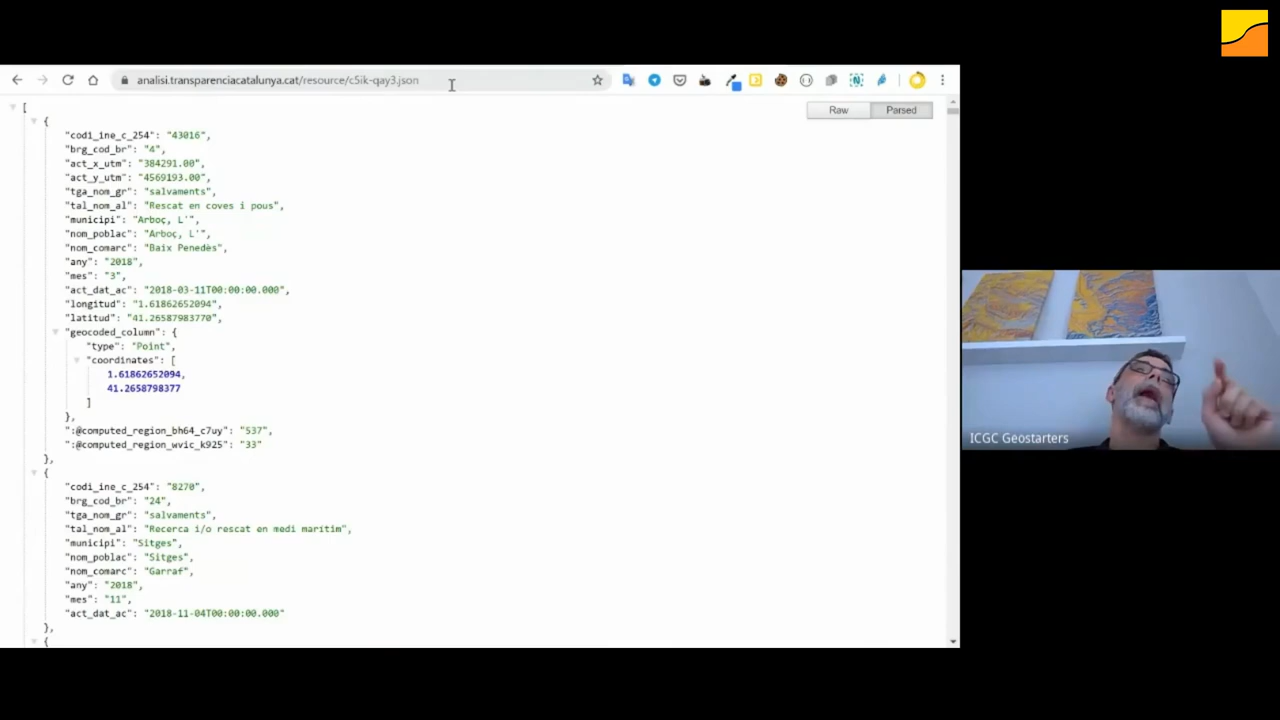 analisi.transparenciacatalunya.cat/resource/c5ik-qay3.json
Raw
Parsed
[
{
"codi_ine_c_254": "43016",
"brg_cod_br": "4",
"act_x_utm": "384291.00",
"act_y_utm": "4569193.00",
"tga_nom_gr": "salvaments",
"tal_nom_al": "Rescat en coves i pous",
"municipi": "Arboç, L'",
"nom_poblac": "Arboç, L'",
"nom_comarc": "Baix Penedès",
"any": "2018",
"mes": "3",
"act_dat_ac": "2018-03-11T00:00:00.000",
"longitud": "1.61862652094",
"latitud": "41.26587983770",
"geocoded_column": {
"type": "Point",
"coordinates": [
1.61862652094,
41.2658798377
]
},
":@computed_region_bh64_c7uy": "537",
":@computed_region_wvic_k925": "33"
},
{
"codi_ine_c_254": "8270",
"brg_cod_br": "24",
"tga_nom_gr": "salvaments",
"tal_nom_al": "Recerca i/o rescat en medi marítim",
"municipi": "Sitges",
"nom_poblac": "Sitges",
"nom_comarc": "Garraf",
"any": "2018",
"mes": "11",
"act_dat_ac": "2018-11-04T00:00:00.000"
},
{
ICGC Geostarters